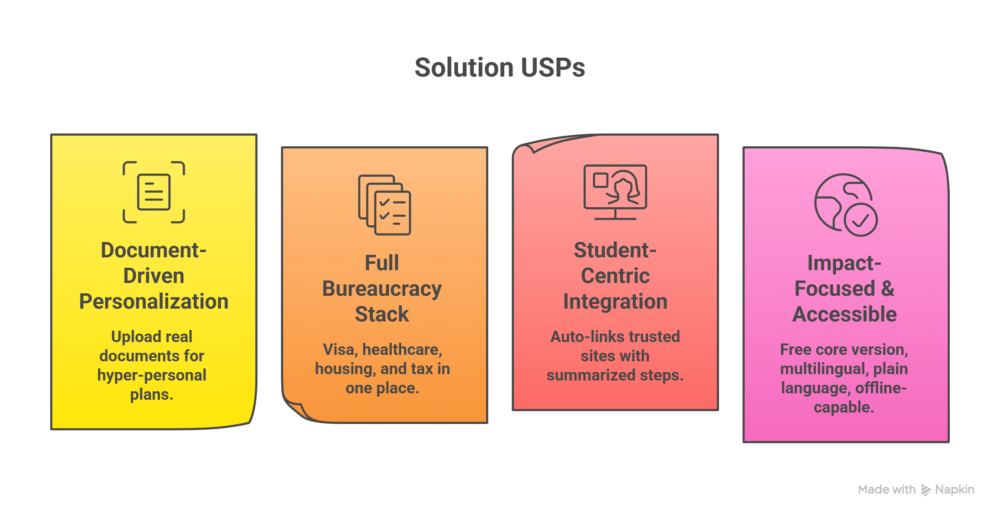 Solution USPs
Document-
Driven
Personalization
Upload real
documents for
hyper-personal
plans.
Full
Bureaucracy
Stack
Visa, healthcare,
housing, and tax in
one place.
Student-
Centric
Integration
Auto-links trusted
sites with
summarized steps.
Impact-
Focused &
Accessible
Free core version,
multilingual, plain
language, offline-
capable.
Made with Napkin